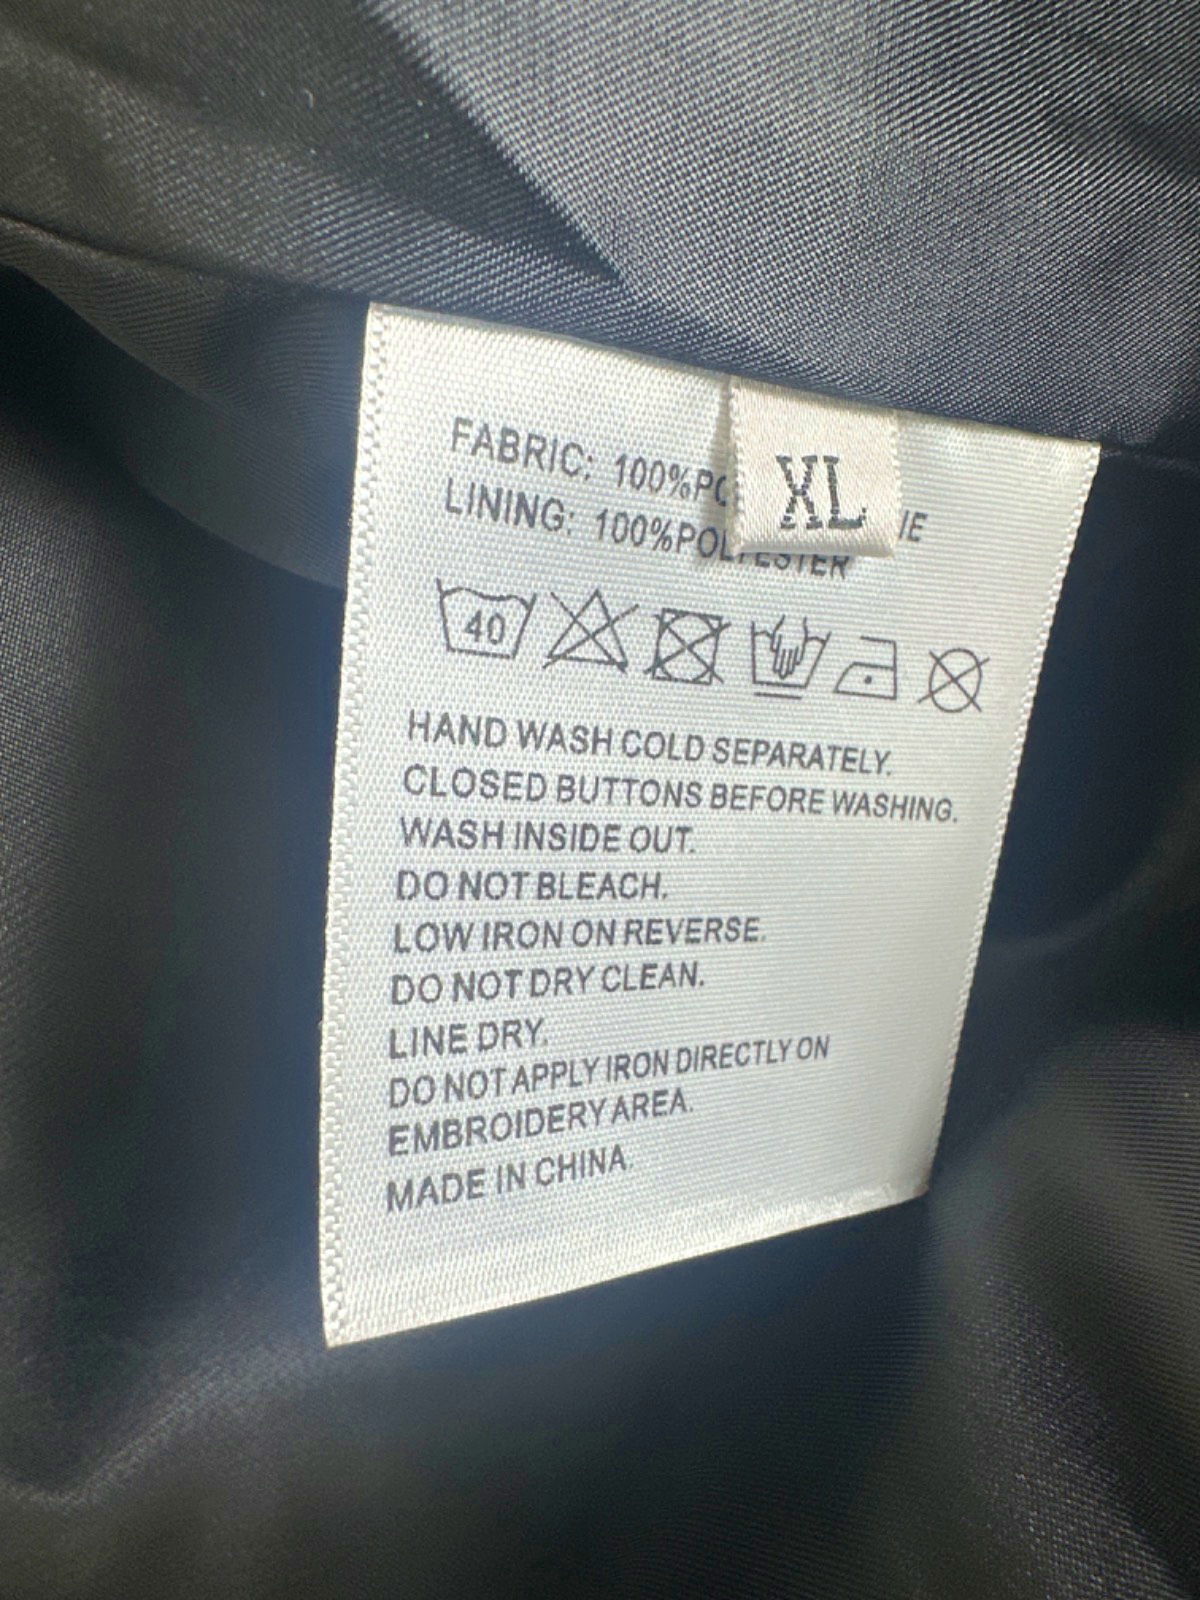 XL
FABRIC: 100%
LINING: 100%POLYESTER
40
HAND WASH COLD SEPARATELY.
CLOSED BUTTONS BEFORE WASHING.
WASH INSIDE OUT.
DO NOT BLEACH.
LOW IRON ON REVERSE.
DO NOT DRY CLEAN.
LINE DRY.
DO NOT APPLY IRON DIRECTLY ON
EMBROIDERY AREA.
MADE IN CHINA.